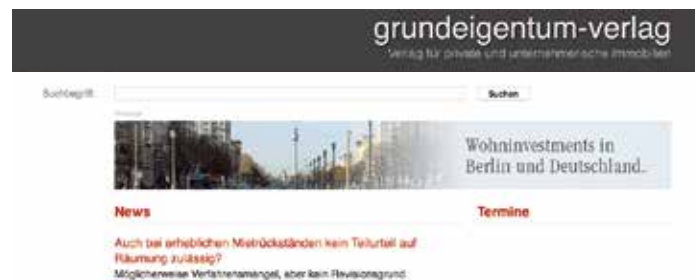 grundeigentum-verlag
Verlag für private und unternehmerische Immobilien
Suchbegriff
Suchen
Anzeige
Wohninvestments in
Berlin und Deutschland.
News
Termine
Auch bei erheblichen Mietrückständen kein Teilurteil auf
Räumung zulässig?
Möglicherweise Verfahrensmangel, aber kein Revisionsgrund